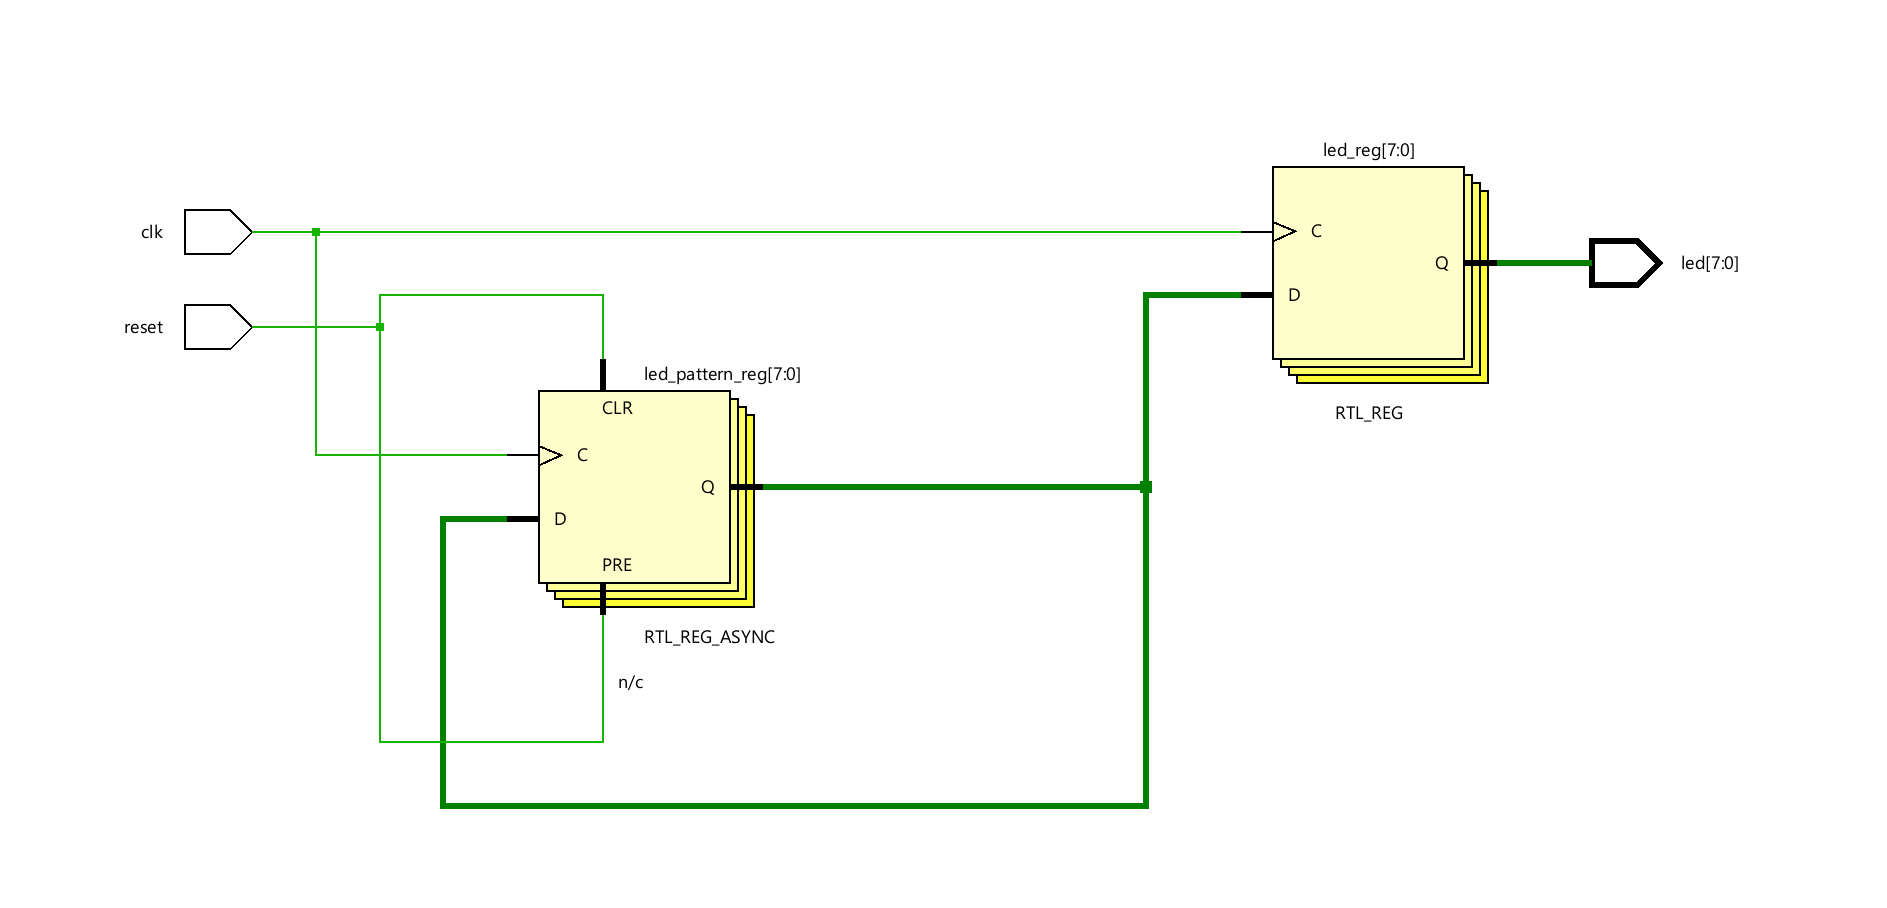 led_reg[7:0]
clk
C
Q
led[7:0]
D
reset
led_pattern_reg[7:0]
CLR
RTL_REG
C
Q
D
PRE
RTL_REG_ASYNC
n/c